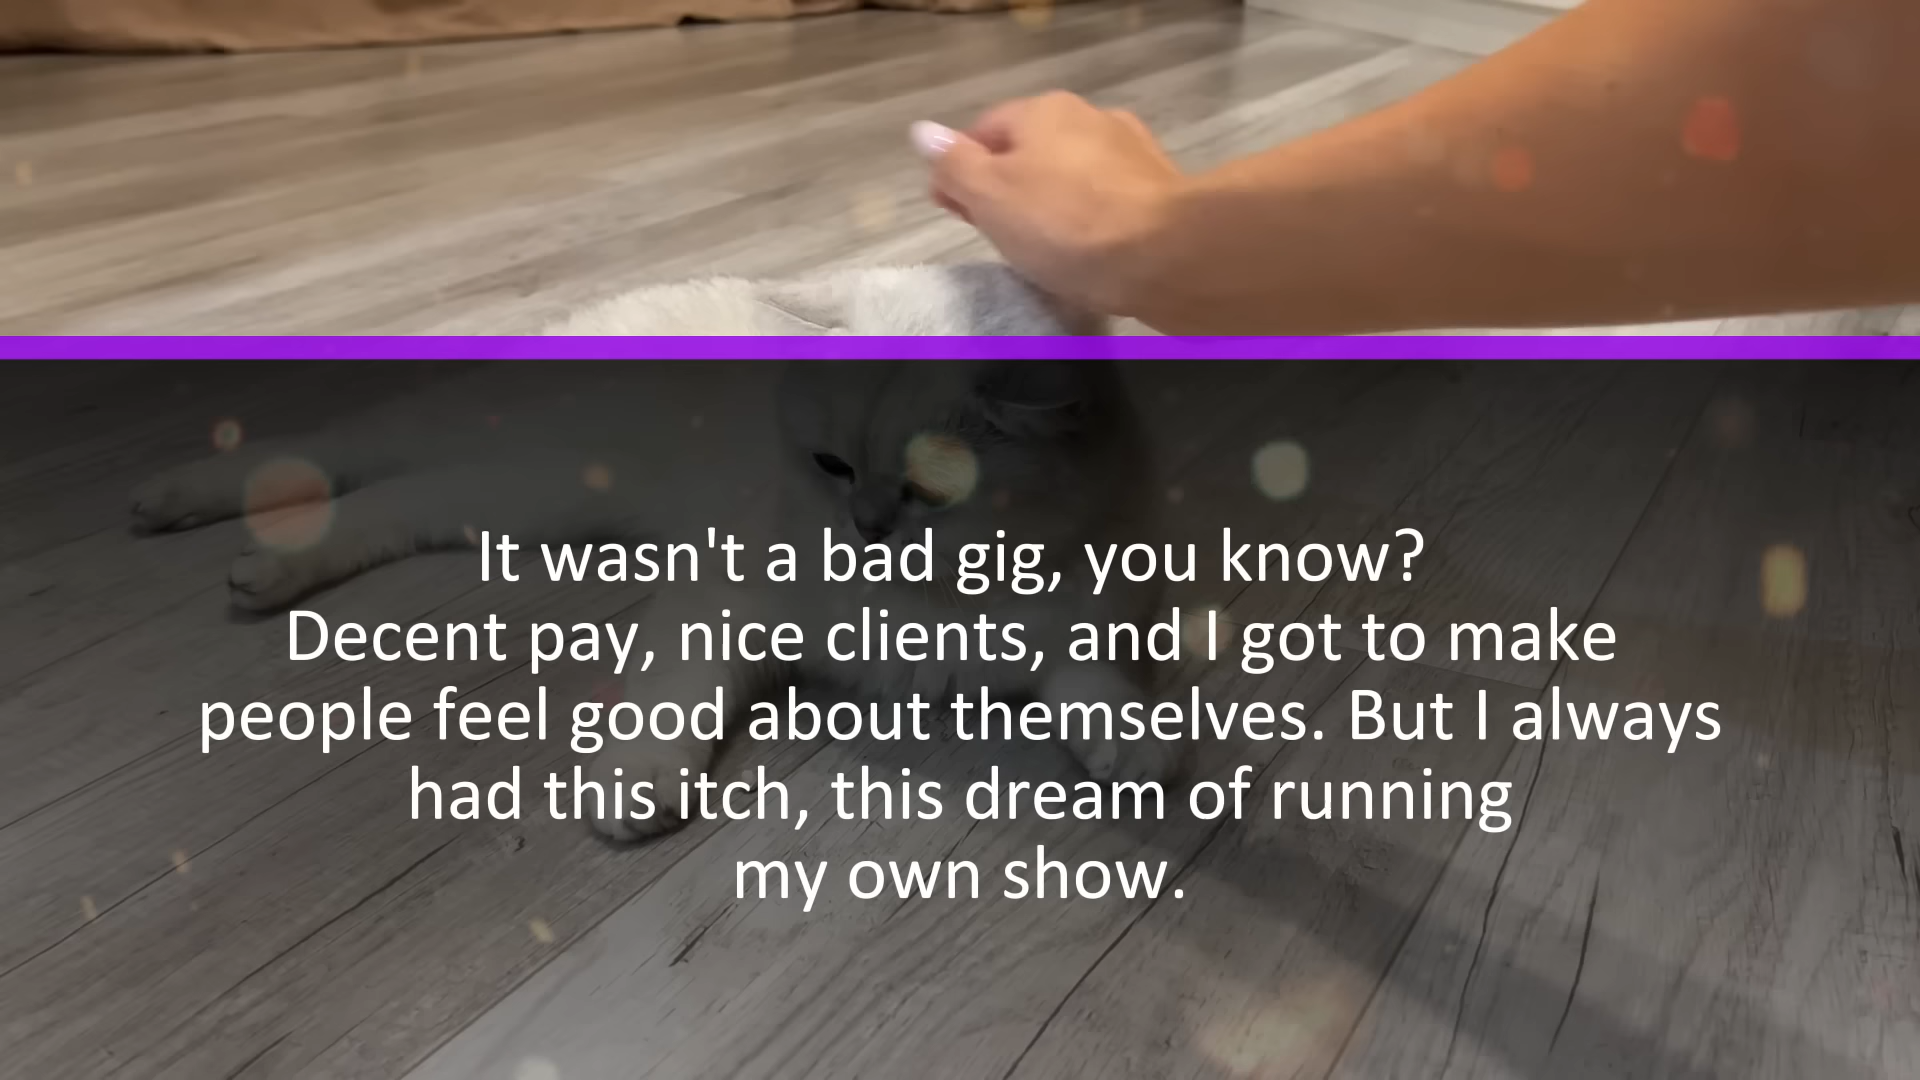 It wasn't a bad gig, you know?
Decent pay, nice clients, and I got to make
people feel good about themselves. But I always
had this itch, this dream of running
my own show.